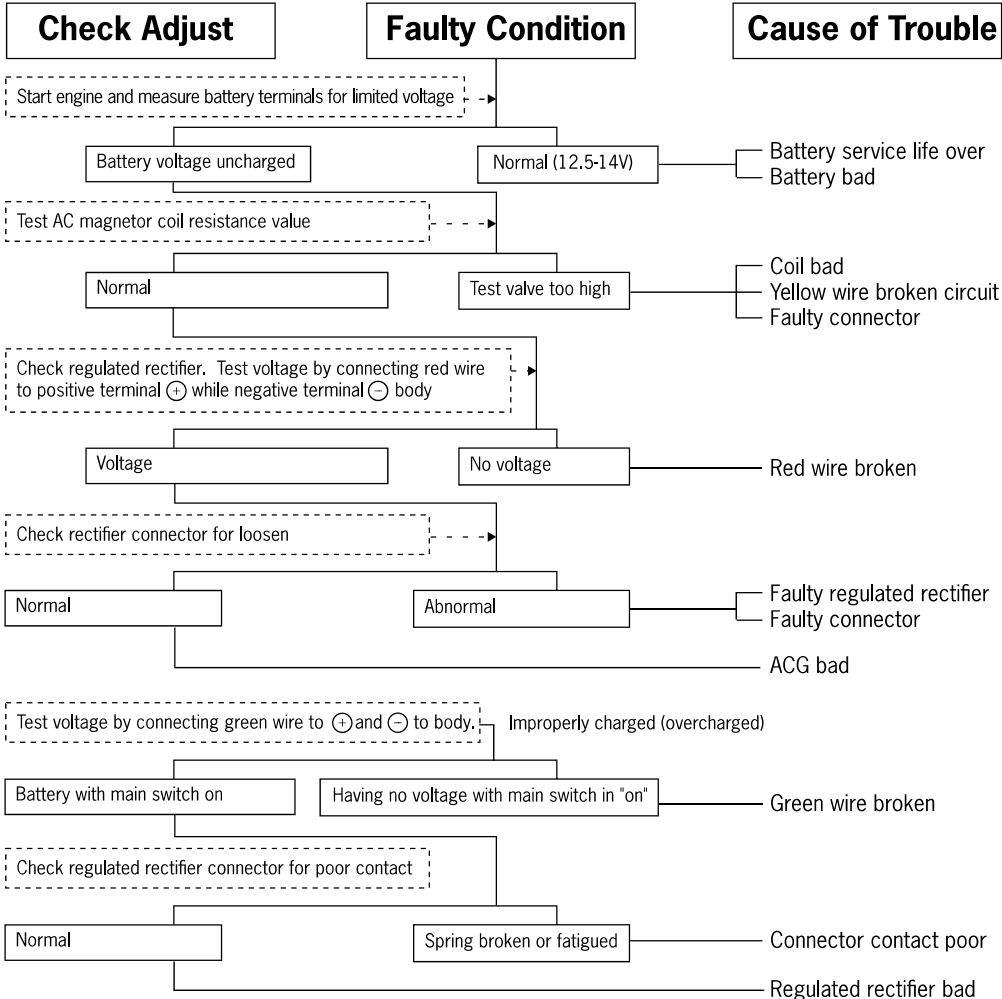 Check Adjust
Faulty Condition
Cause of Trouble
Start engine and measure battery terminals for limited voltage
Battery voltage uncharged
Normal (12.5-14V)
Battery service life over
Battery bad
Test AC magnetor coil resistance value
Normal
Test valve too high
Coil bad
Yellow wire broken circuit
Faulty connector
Check regulated rectifier. Test voltage by connecting red wire
to positive terminal ⊕ while negative terminal ⊖ body
Voltage
No voltage
Red wire broken
Check rectifier connector for loosen
Normal
Abnormal
Faulty regulated rectifier
Faulty connector
ACG bad
Test voltage by connecting green wire to ⊕ and ⊖ to body.
Improperly charged (overcharged)
Battery with main switch on
Having no voltage with main switch in "on"
Green wire broken
Check regulated rectifier connector for poor contact
Normal
Spring broken or fatigued
Connector contact poor
Regulated rectifier bad